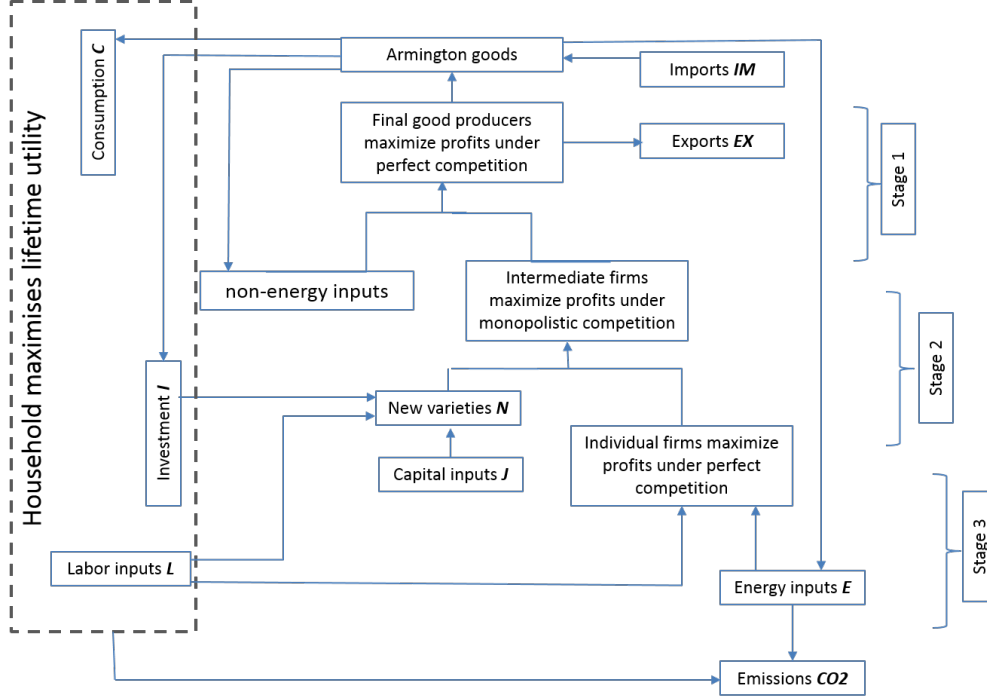 Household maximises lifetime utility
Consumption C
Armington goods
Imports IM
Final good producers
maximize profits under
perfect competition
Exports EX
Stage 1
non-energy inputs
Intermediate firms
maximize profits under
monopolistic competition
Stage 2
Investment I
New varieties N
Capital inputs J
Individual firms maximize
profits under perfect
competition
Stage 3
Labor inputs L
Energy inputs E
Emissions CO2